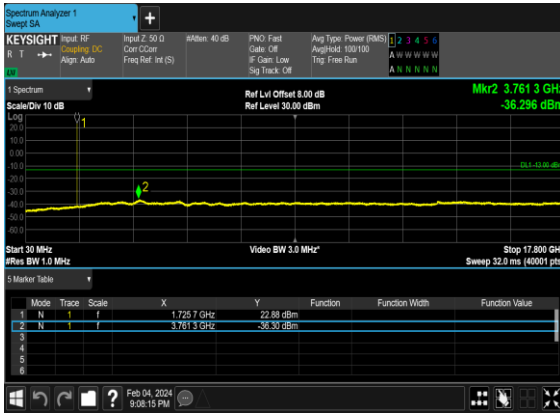 Spectrum Analyzer 1
Swept SA
KEYSIGHT
R T
Input: RF
Coupling: DC
Align: Auto
Input Z: 50 Ω
Corr CCorr
Freq Ref: Int (S)
#Atten: 40 dB
PNO: Fast
Gate: Off
IF Gain: Low
Sig Track: Off
Avg Type: Power (RMS)
Avg|Hold: 100/100
Trig: Free Run
1 2 3 4 5 6
A W W W W W
A N N N N N
1 Spectrum
Scale/Div 10 dB
Ref Lvl Offset 8.00 dB
Ref Level 30.00 dBm
Mkr2 3.761 3 GHz
-36.296 dBm
Log
20.0
10.0
0.00
-10.0
-20.0
-30.0
-40.0
-50.0
-60.0
1
2
DL1 -13.00 dBm
Start 30 MHz
#Res BW 1.0 MHz
Video BW 3.0 MHz*
Stop 17.800 GHz
Sweep 32.0 ms (40001 pts)
5 Marker Table
Mode Trace Scale X Y Function Function Width Function Value
1 N 1 f 1.725 7 GHz 22.88 dBm
2 N 1 f 3.761 3 GHz -36.30 dBm
3
4
5
6
?
Feb 04, 2024
9:08:15 PM